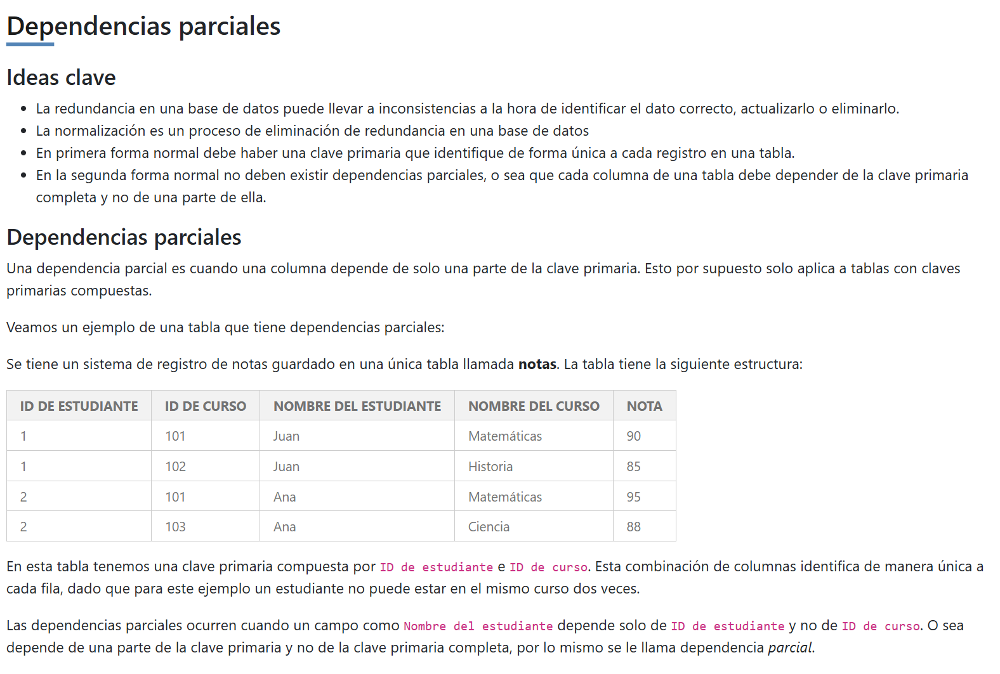 Dependencias parciales
Ideas clave
• La redundancia en una base de datos puede llevar a inconsistencias a la hora de identificar el dato correcto, actualizarlo o eliminarlo.
• La normalización es un proceso de eliminación de redundancia en una base de datos
• En primera forma normal debe haber una clave primaria que identifique de forma única a cada registro en una tabla.
• En la segunda forma normal no deben existir dependencias parciales, o sea que cada columna de una tabla debe depender de la clave primaria
completa y no de una parte de ella.
Dependencias parciales
Una dependencia parcial es cuando una columna depende de solo una parte de la clave primaria. Esto por supuesto solo aplica a tablas con claves
primarias compuestas.
Veamos un ejemplo de una tabla que tiene dependencias parciales:
Se tiene un sistema de registro de notas guardado en una única tabla llamada notas. La tabla tiene la siguiente estructura:
ID DE ESTUDIANTE ID DE CURSO NOMBRE DEL ESTUDIANTE NOMBRE DEL CURSO NOTA
1 101 Juan Matemáticas 90
1 102 Juan Historia 85
2 101 Ana Matemáticas 95
2 103 Ana Ciencia 88
En esta tabla tenemos una clave primaria compuesta por ID de estudiante e ID de curso. Esta combinación de columnas identifica de manera única a
cada fila, dado que para este ejemplo un estudiante no puede estar en el mismo curso dos veces.
Las dependencias parciales ocurren cuando un campo como Nombre del estudiante depende solo de ID de estudiante y no de ID de curso. O sea
depende de una parte de la clave primaria y no de la clave primaria completa, por lo mismo se le llama dependencia parcial.